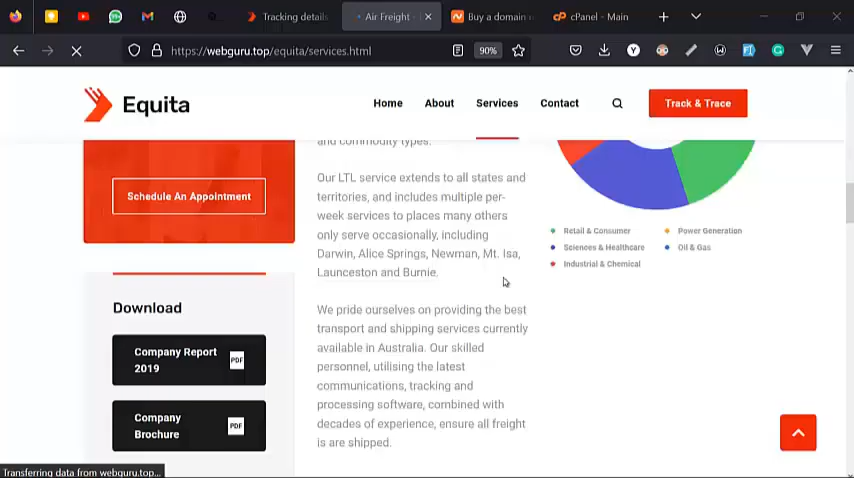 Tracking details
Air Freight -
Buy a domain
cPanel - Main
https://webguru.top/equita/services.html
90%
Equita
Home
About
Services
Contact
Track & Trace
and commodity types.
Schedule An Appointment
Our LTL service extends to all states and
territories, and includes multiple per-
week services to places many others
only serve occasionally, including
Darwin, Alice Springs, Newman, Mt. Isa,
Launceston and Burnie.
Retail & Consumer
Power Generation
Sciences & Healthcare
Oil & Gas
Industrial & Chemical
Download
Company Report
2019
PDF
Company
Brochure
PDF
We pride ourselves on providing the best
transport and shipping services currently
available in Australia. Our skilled
personnel, utilising the latest
communications, tracking and
processing software, combined with
decades of experience, ensure all freight
is are shipped.
Transferring data from webguru.top...